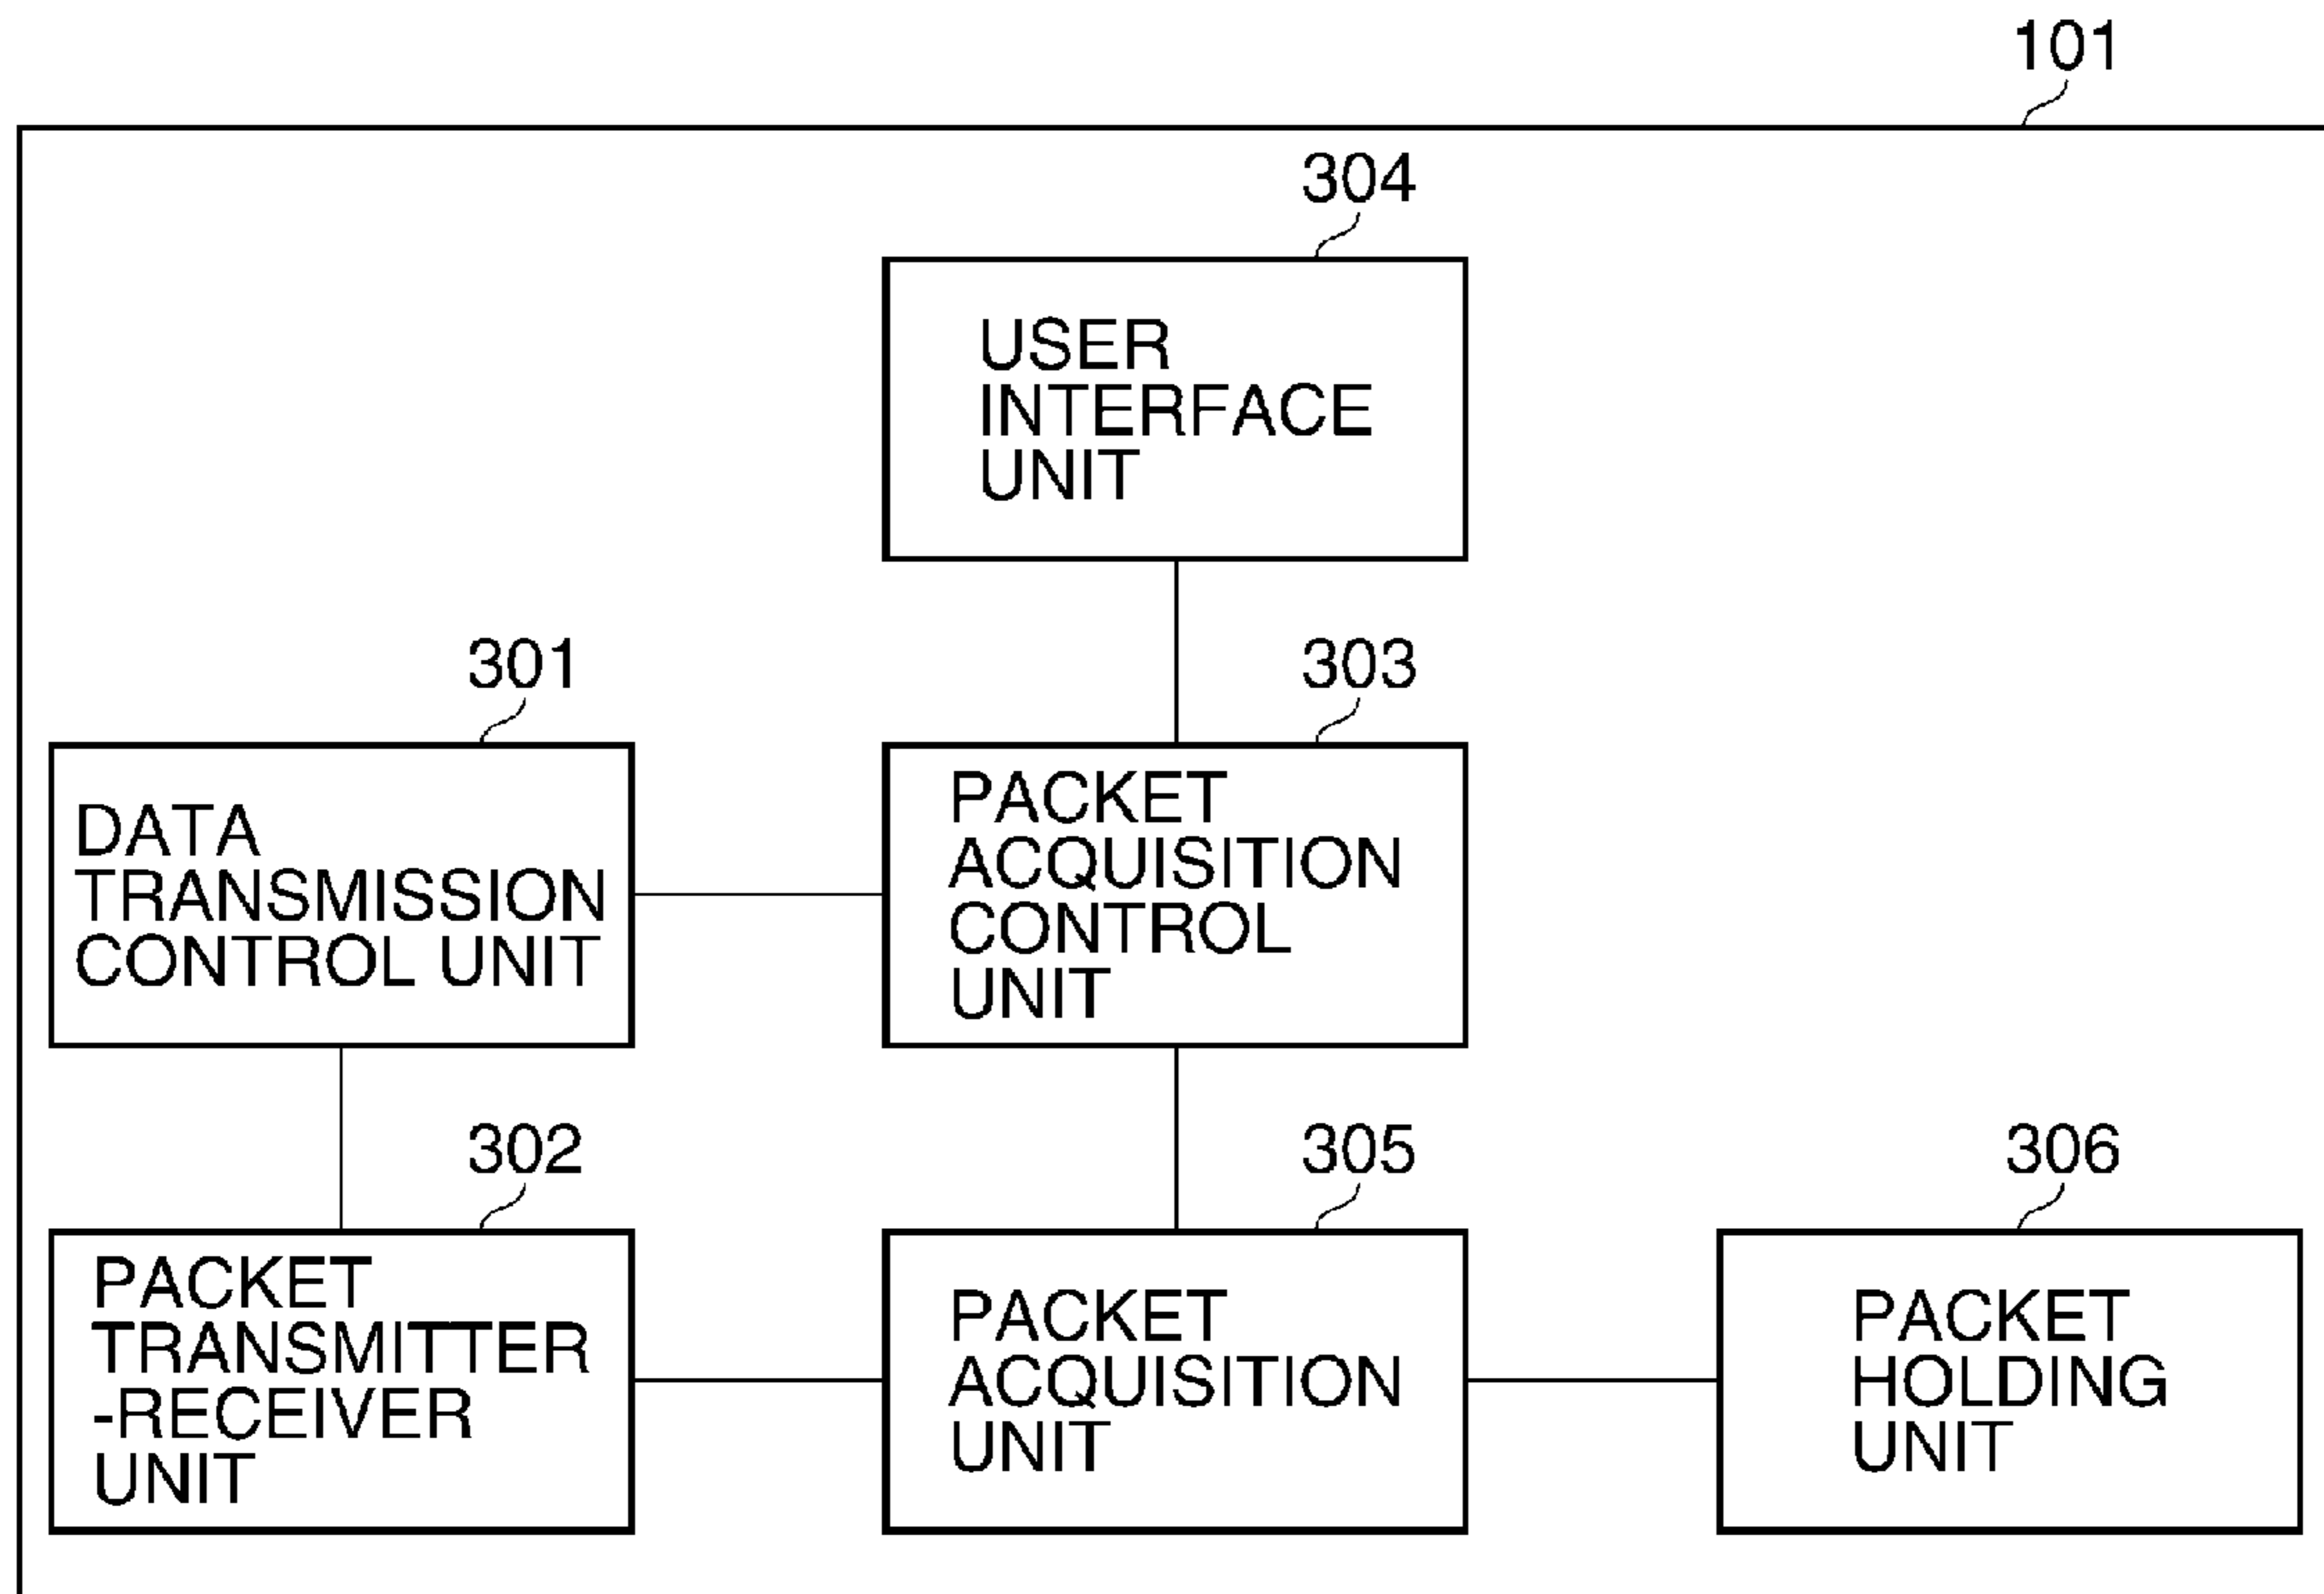 101
304
USER
INTERFACE
UNIT
301
DATA
TRANSMISSION
CONTROL UNIT
303
PACKET
ACQUISITION
CONTROL
UNIT
302
PACKET
TRANSMITTER
-RECEIVER
UNIT
305
PACKET
ACQUISITION
UNIT
306
PACKET
HOLDING
UNIT